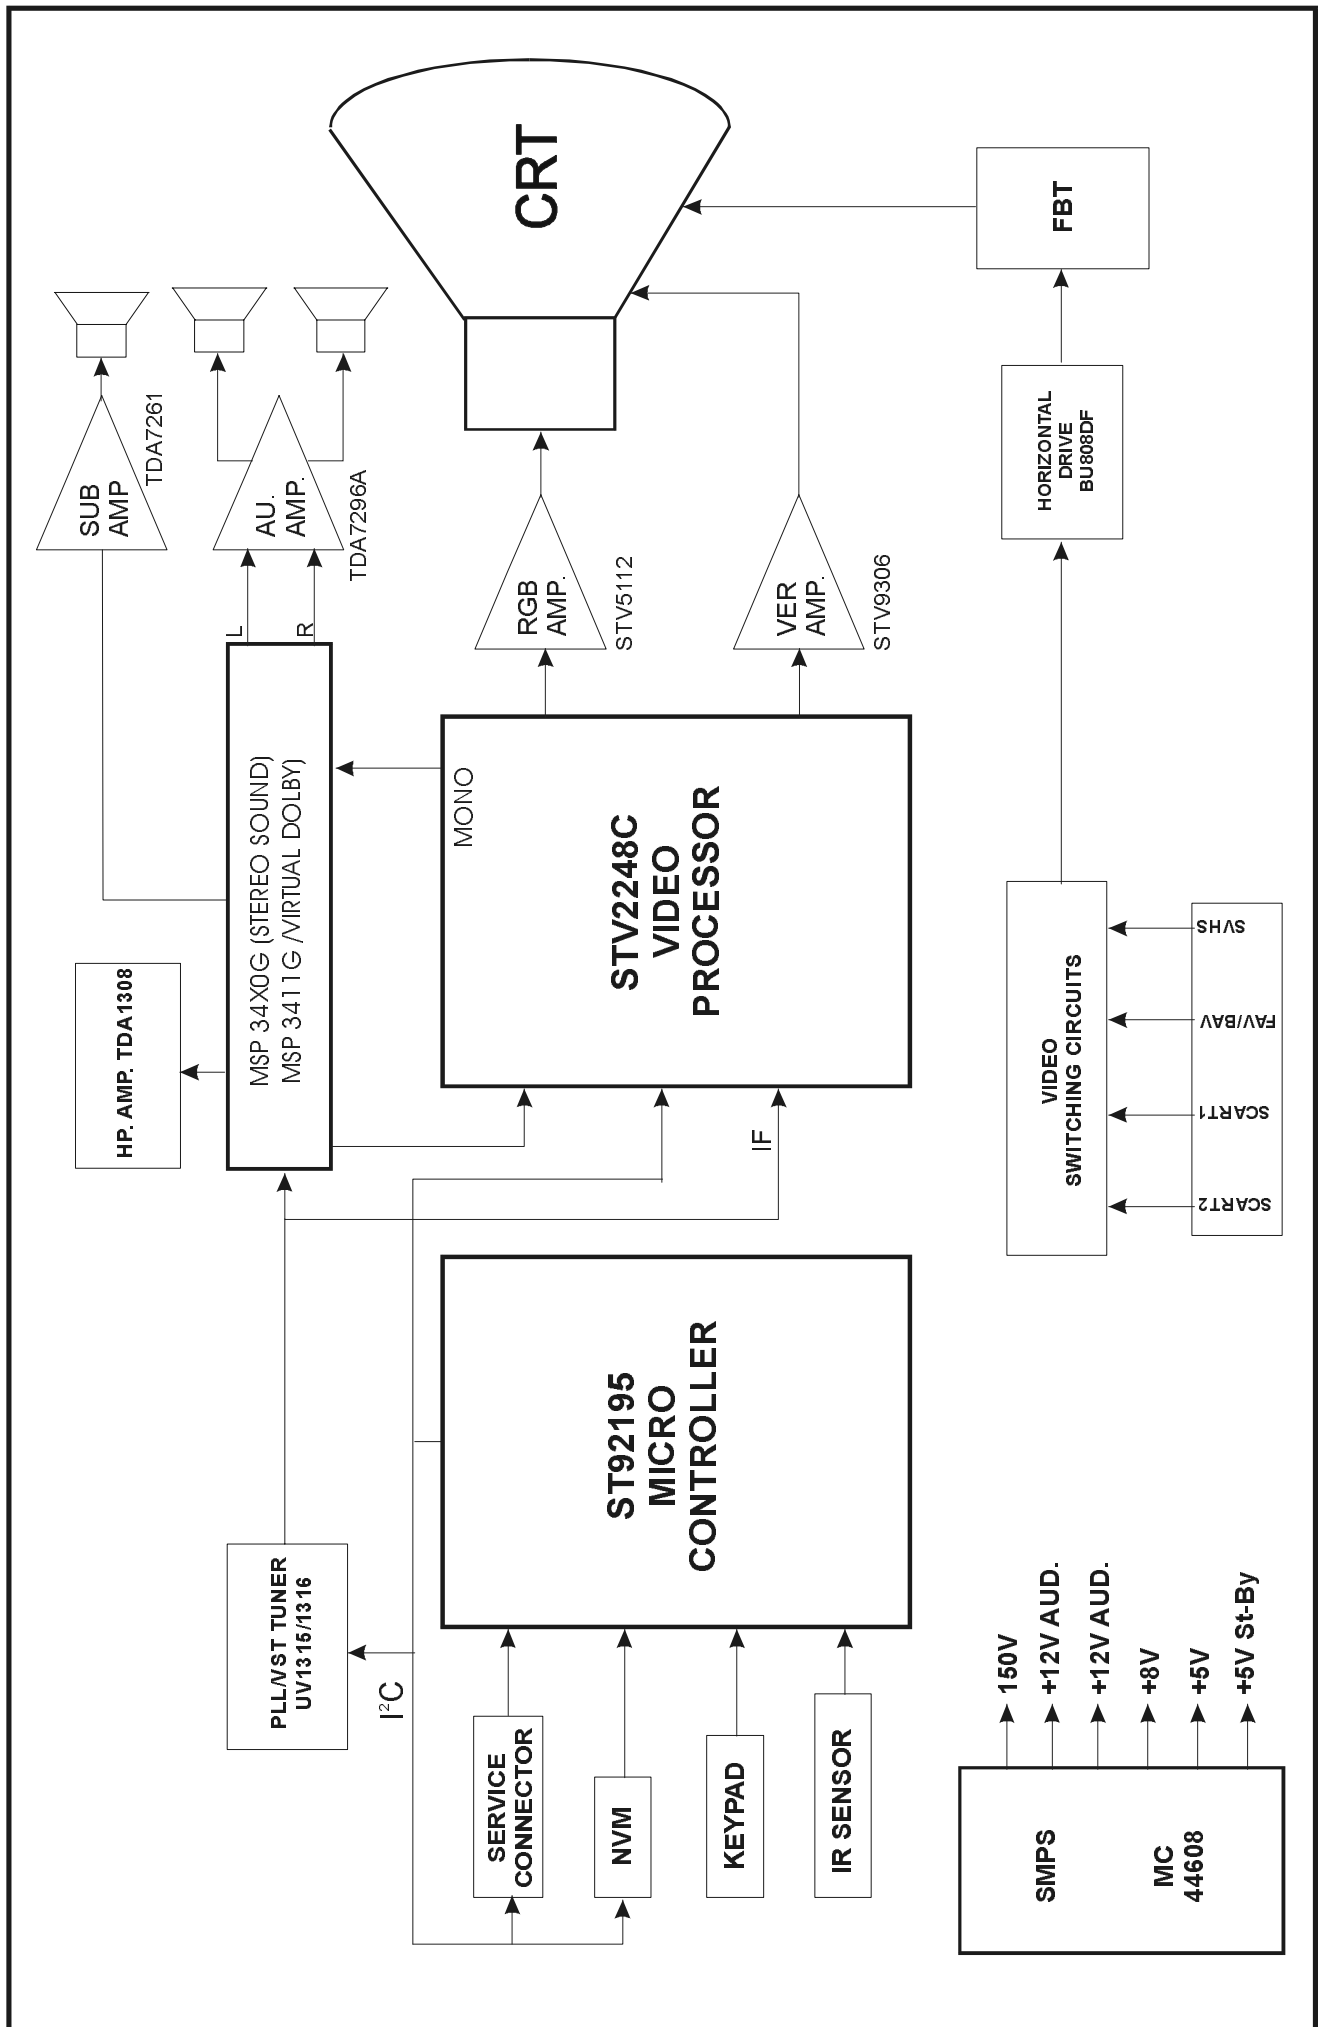 CRT
FBT
SUB
AMP
TDA7261
AU.
AMP.
TDA7296A
HORIZONTAL
DRIVE
BU808DF
RGB
AMP.
STV5112
VER
AMP.
STV9306
L
R
MSP 34X0G (STEREO SOUND)
MSP 3411G /VIRTUAL DOLBY)
MONO
STV2248C
VIDEO
PROCESSOR
HP. AMP. TDA1308
IF
VIDEO
SWITCHING CIRCUITS
SVHS
FAV/BAV
SCART1
SCART2
ST92195
MICRO
CONTROLLER
PLL/VST TUNER
UV1315/1316
I²C
SERVICE
CONNECTOR
NVM
KEYPAD
IR SENSOR
150V
+12V AUD.
+12V AUD.
+8V
+5V
+5V St-By
SMPS
MC
44608